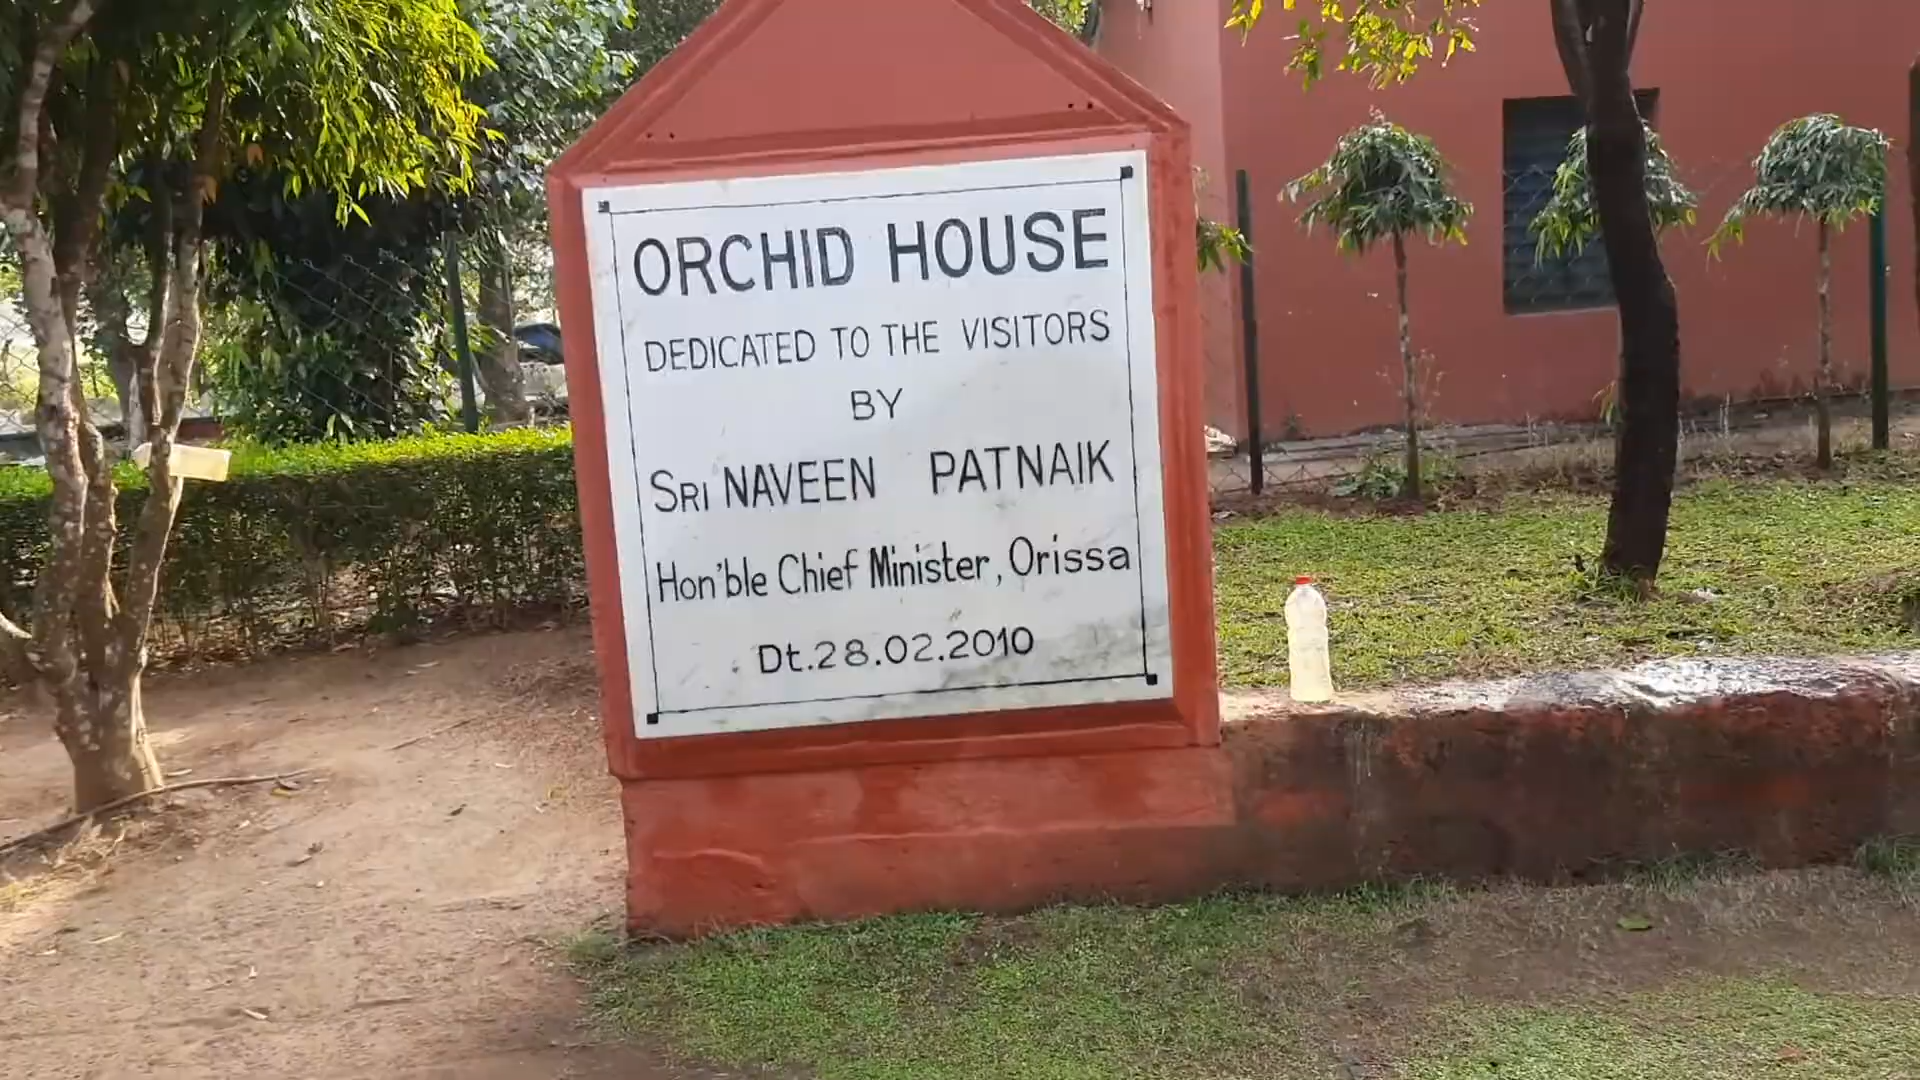 ORCHID HOUSE
DEDICATED TO THE VISITORS
BY
SRI NAVEEN PATNAIK
Hon'ble Chief Minister, Orissa
Dt.28.02.2010